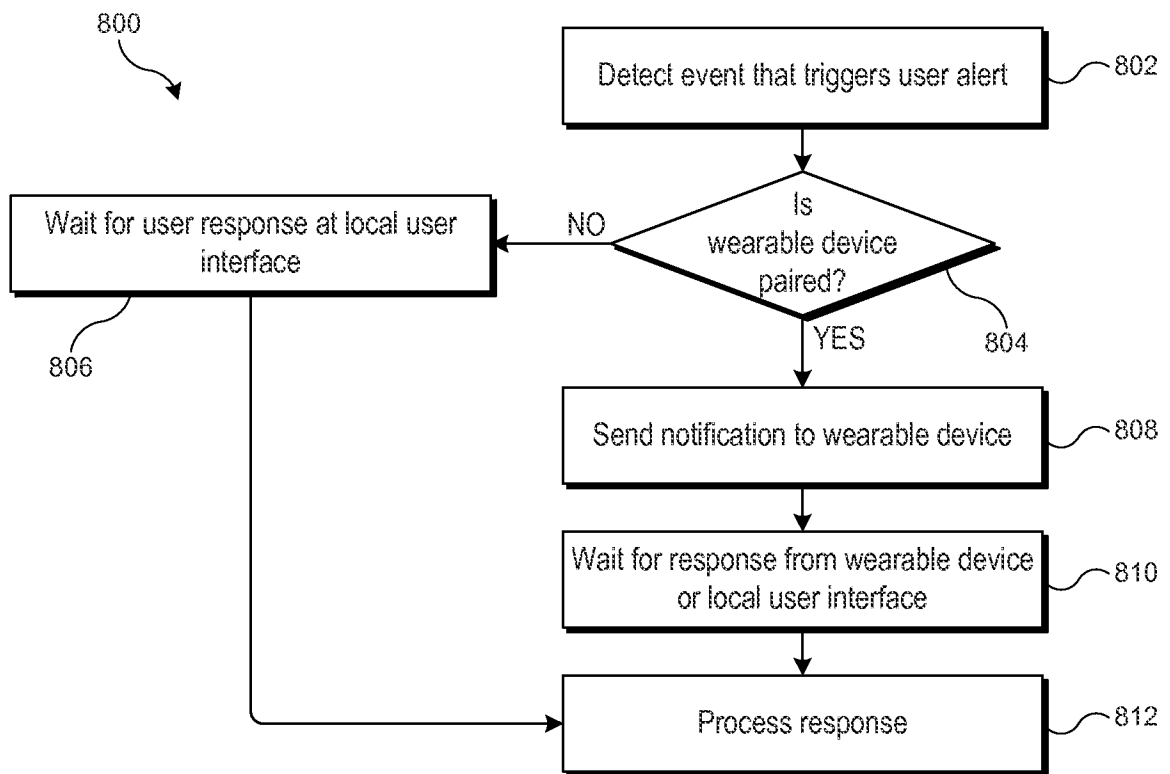 800
Detect event that triggers user alert
802
Wait for user response at local user
interface
806
NO
Is
wearable device
paired?
804
YES
Send notification to wearable device
808
Wait for response from wearable device
or local user interface
810
Process response
812